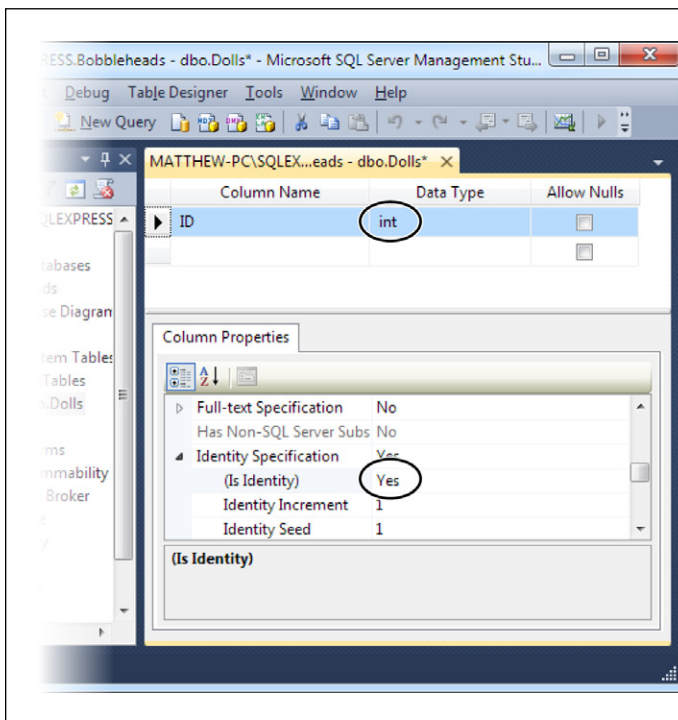 RESS.Bobbleheads - dbo.Dolls* - Microsoft SQL Server Management Stu...
Debug Table Designer Tools Window Help
New Query
MATTHEW-PC\SQLEX...eads - dbo.Dolls*
Column Name Data Type Allow Nulls
QLEXPRESS
ID int
tabases
ds
se Diagram
tem Tables
Tables
o.Dolls
ms
mmability
Broker
Column Properties
Full-text Specification No
Has Non-SQL Server Subs No
Identity Specification Yes
(Is Identity) Yes
Identity Increment 1
Identity Seed 1
(Is Identity)